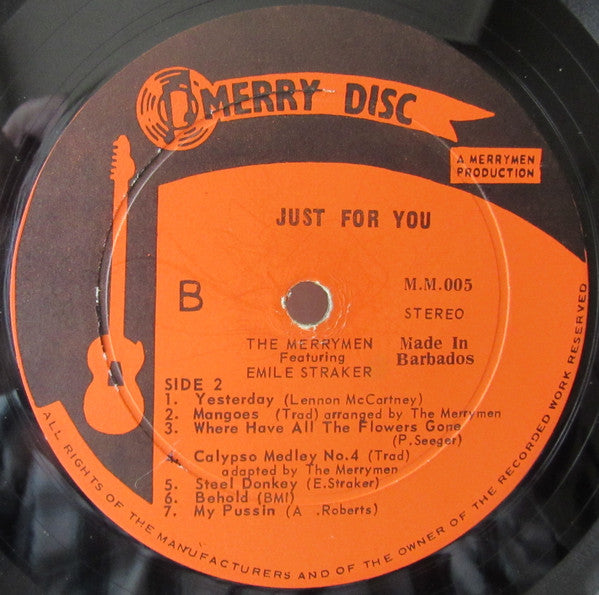 MERRY DISC
A MERRYMEN
PRODUCTION
JUST FOR YOU
B
M.M.005
STEREO
THE MERRYMEN
Featuring
EMILE STRAKER
Made In
Barbados
SIDE 2
1. Yesterday (Lennon McCartney)
2. Mangoes (Trad) arranged by The Merrymen
3. Where Have All The Flowers Gone
(P.Seeger)
4. Calypso Medley No.4 (Trad)
adapted by The Merrymen
5. Steel Donkey (E.Straker)
6. Behold (BMI)
7. My Pussin (A .Roberts)
ALL RIGHTS OF THE MANUFACTURERS AND OF THE OWNER OF THE RECORDED WORK RESERVED